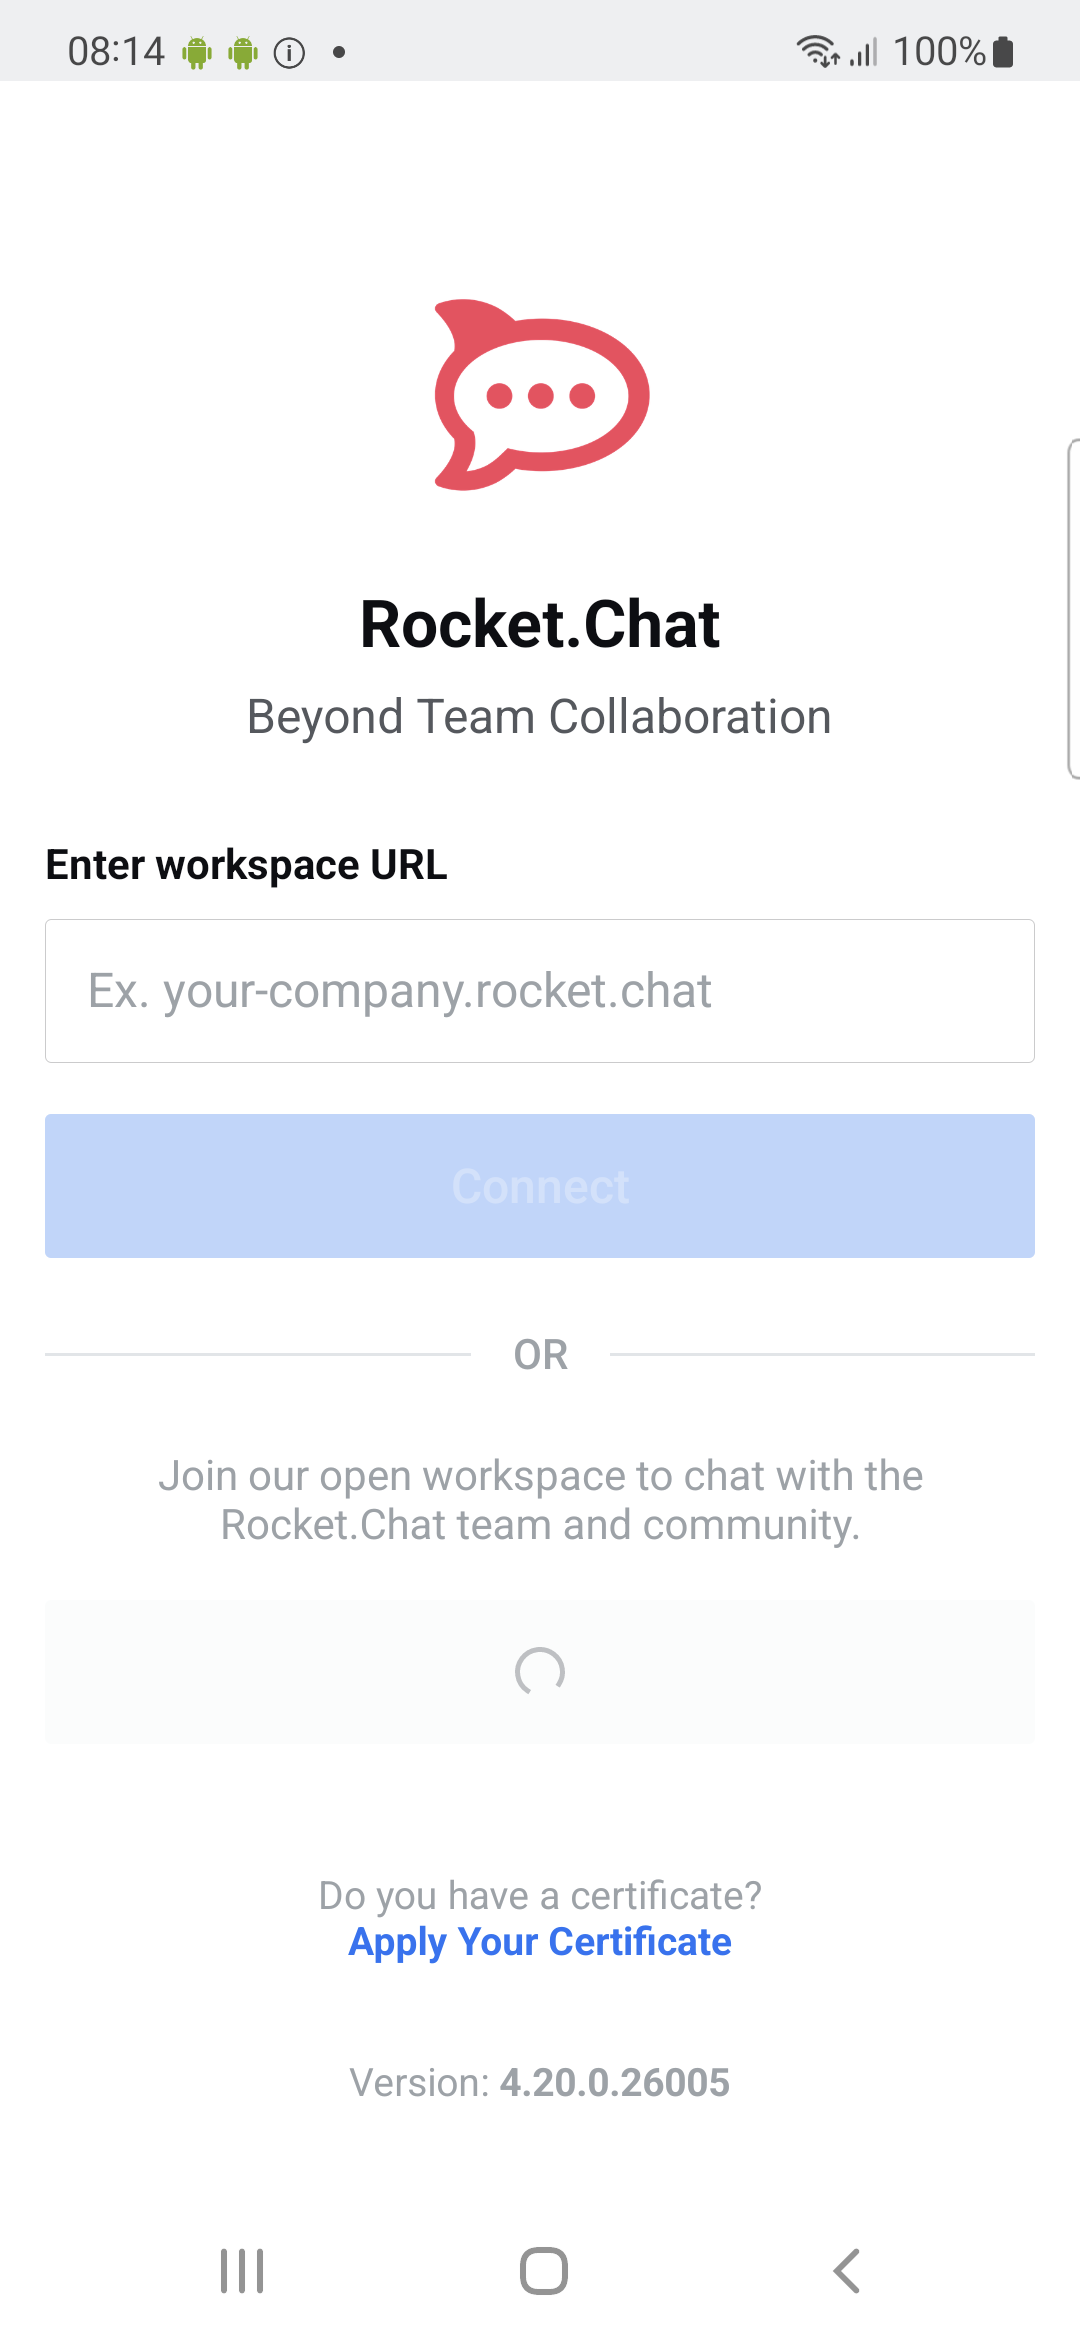 08:14
100%
Rocket.Chat
Beyond Team Collaboration
Enter workspace URL
Ex. your-company.rocket.chat
Connect
OR
Join our open workspace to chat with the
Rocket.Chat team and community.
Do you have a certificate?
Apply Your Certificate
Version: 4.20.0.26005